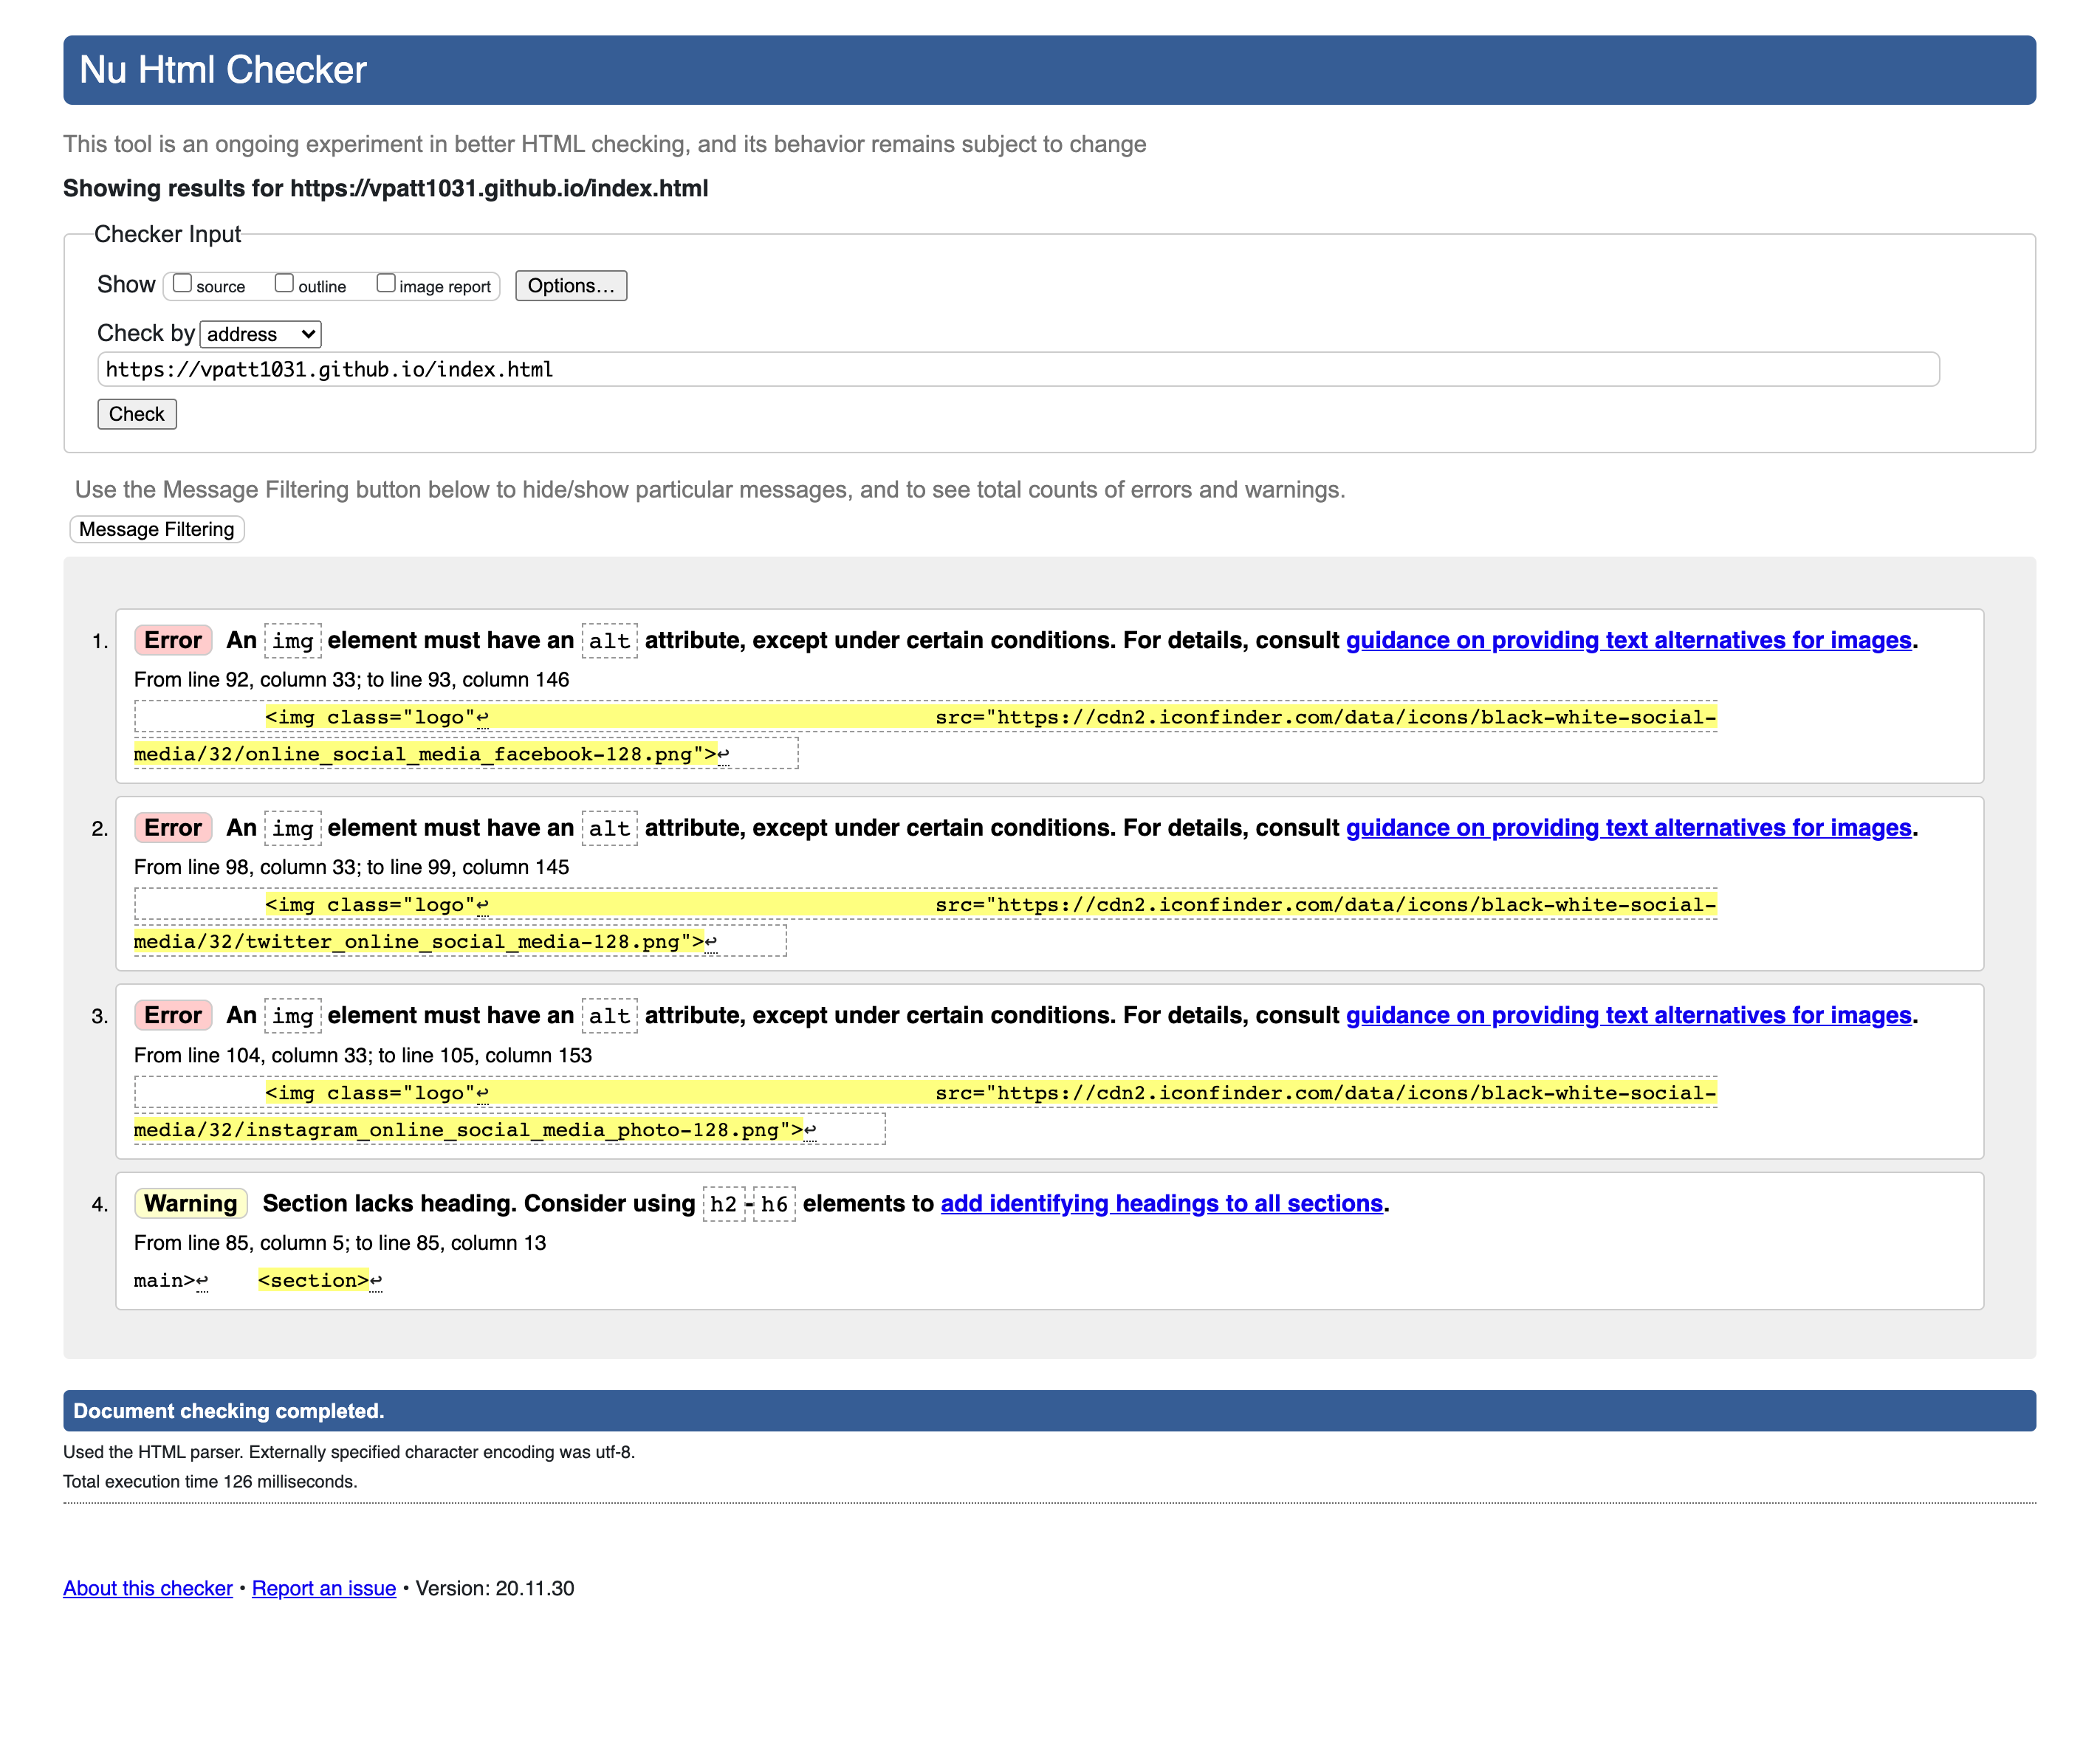 Nu Html Checker
This tool is an ongoing experiment in better HTML checking, and its behavior remains subject to change
Showing results for https://vpatt1031.github.io/index.html
Checker Input
Show source outline image report Options...
Check by address
https://vpatt1031.github.io/index.html
Check
Use the Message Filtering button below to hide/show particular messages, and to see total counts of errors and warnings.
Message Filtering
1. Error An img element must have an alt attribute, except under certain conditions. For details, consult guidance on providing text alternatives for images.
From line 92, column 33; to line 93, column 146
<img class="logo"↩ src="https://cdn2.iconfinder.com/data/icons/black-white-social-
media/32/online_social_media_facebook-128.png">↩
2. Error An img element must have an alt attribute, except under certain conditions. For details, consult guidance on providing text alternatives for images.
From line 98, column 33; to line 99, column 145
<img class="logo"↩ src="https://cdn2.iconfinder.com/data/icons/black-white-social-
media/32/twitter_online_social_media-128.png">↩
3. Error An img element must have an alt attribute, except under certain conditions. For details, consult guidance on providing text alternatives for images.
From line 104, column 33; to line 105, column 153
<img class="logo"↩ src="https://cdn2.iconfinder.com/data/icons/black-white-social-
media/32/instagram_online_social_media_photo-128.png">↩
4. Warning Section lacks heading. Consider using h2-h6 elements to add identifying headings to all sections.
From line 85, column 5; to line 85, column 13
main>↩ <section>↩
Document checking completed.
Used the HTML parser. Externally specified character encoding was utf-8.
Total execution time 126 milliseconds.
About this checker • Report an issue • Version: 20.11.30